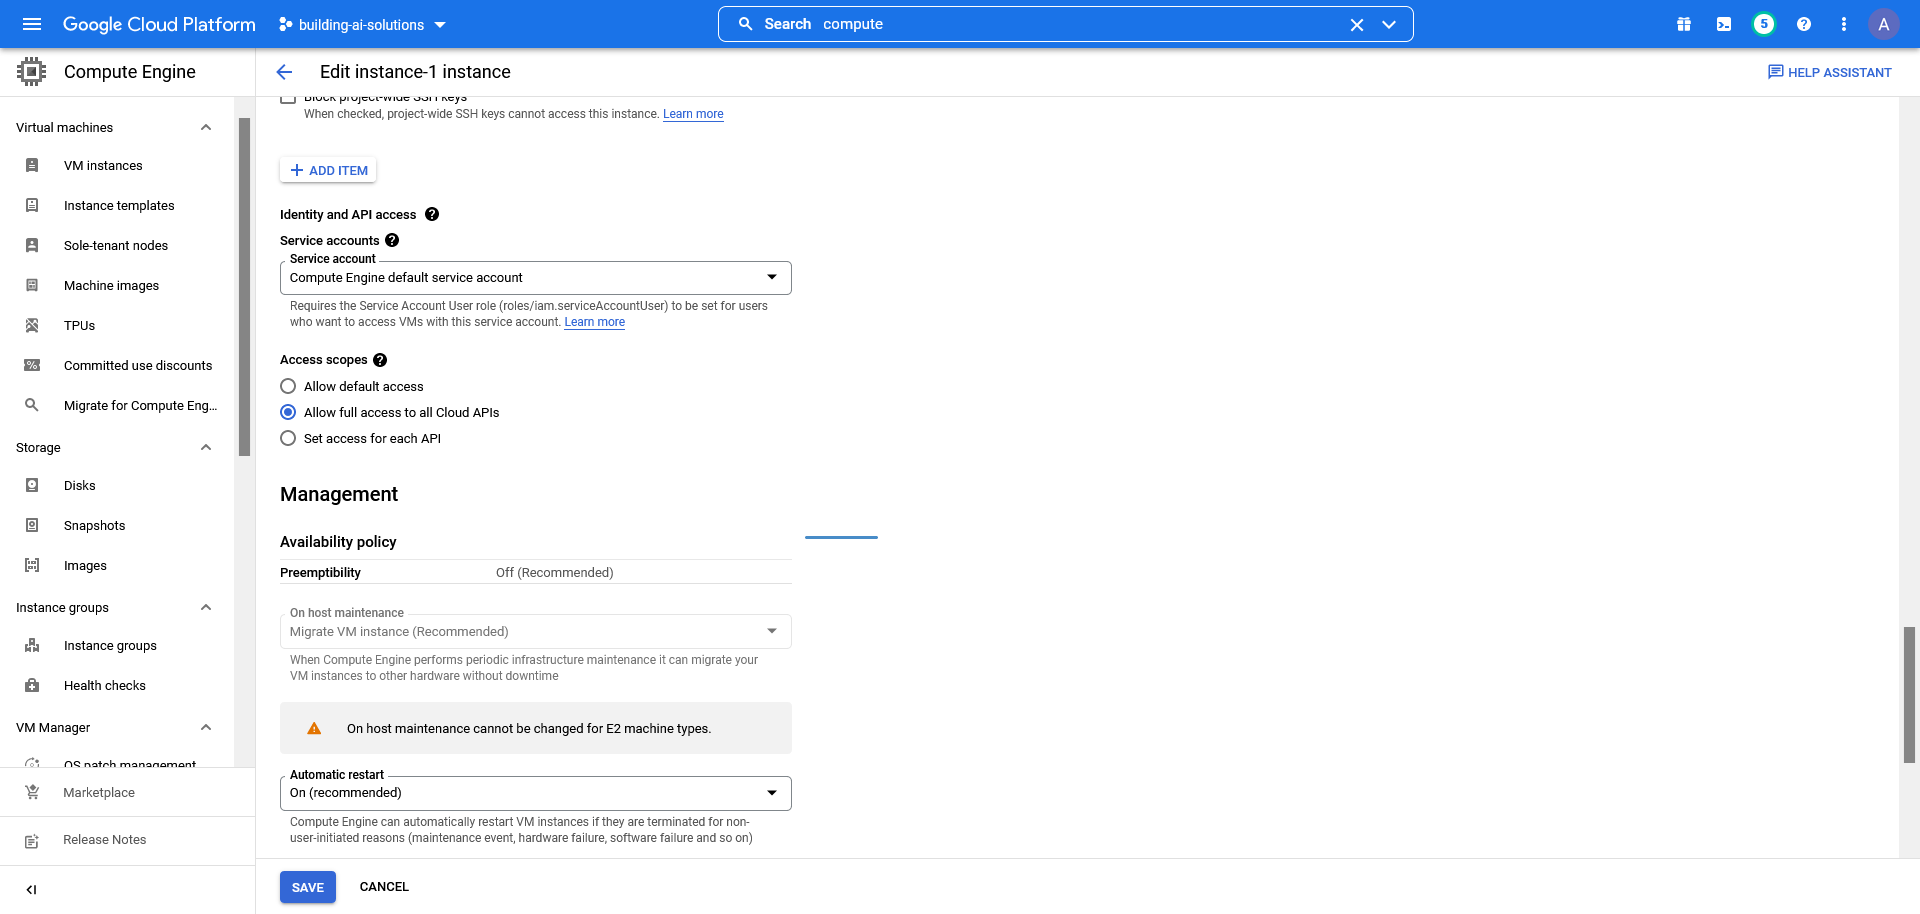 Google Cloud Platform
building-ai-solutions
Search compute
5
A
Compute Engine
Edit instance-1 instance
HELP ASSISTANT
Virtual machines
VM instances
Instance templates
Sole-tenant nodes
Machine images
TPUs
Committed use discounts
Migrate for Compute Eng...
Storage
Disks
Snapshots
Images
Instance groups
Instance groups
Health checks
VM Manager
OS patch management
Marketplace
Release Notes
Block project-wide SSH keys
When checked, project-wide SSH keys cannot access this instance. Learn more
ADD ITEM
Identity and API access
Service accounts
Service account
Compute Engine default service account
Requires the Service Account User role (roles/iam.serviceAccountUser) to be set for users
who want to access VMs with this service account. Learn more
Access scopes
Allow default access
Allow full access to all Cloud APIs
Set access for each API
Management
Availability policy
Preemptibility Off (Recommended)
On host maintenance
Migrate VM instance (Recommended)
When Compute Engine performs periodic infrastructure maintenance it can migrate your
VM instances to other hardware without downtime
On host maintenance cannot be changed for E2 machine types.
Automatic restart
On (recommended)
Compute Engine can automatically restart VM instances if they are terminated for non-
user-initiated reasons (maintenance event, hardware failure, software failure and so on)
SAVE CANCEL